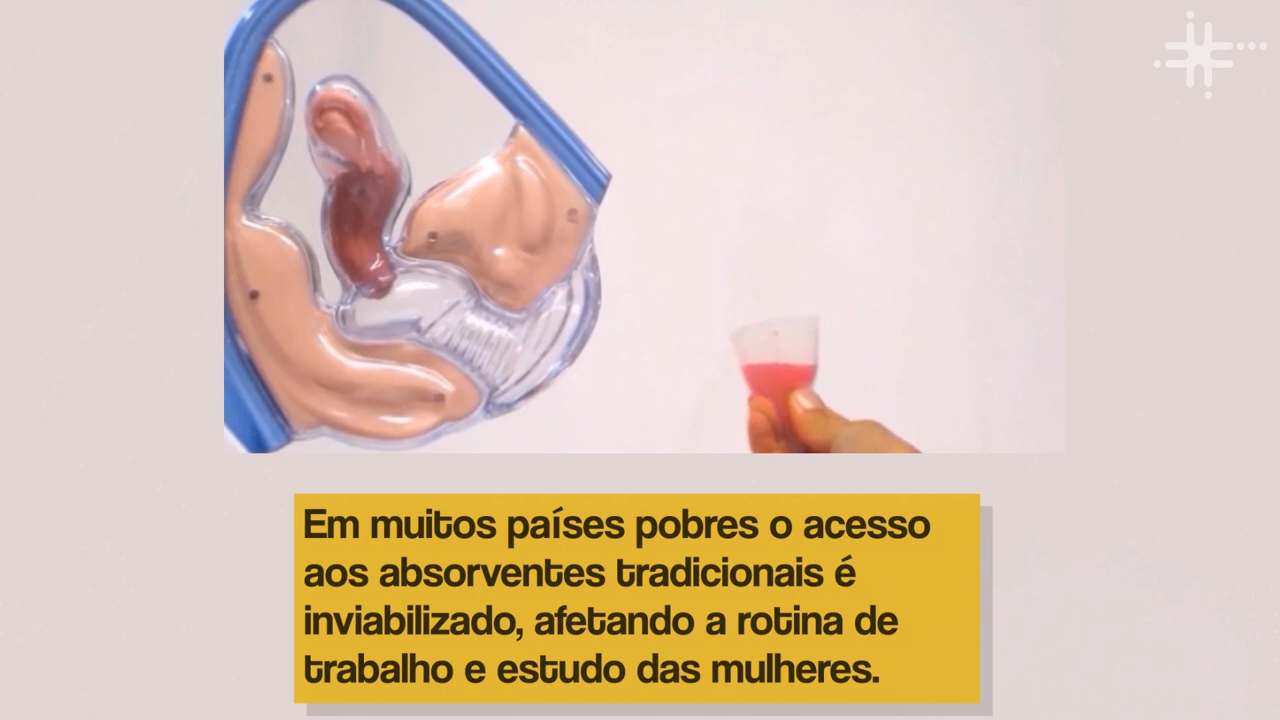 Em muitos países pobres o acesso
aos absorventes tradicionais é
inviabilizado, afetando a rotina de
trabalho e estudo das mulheres.